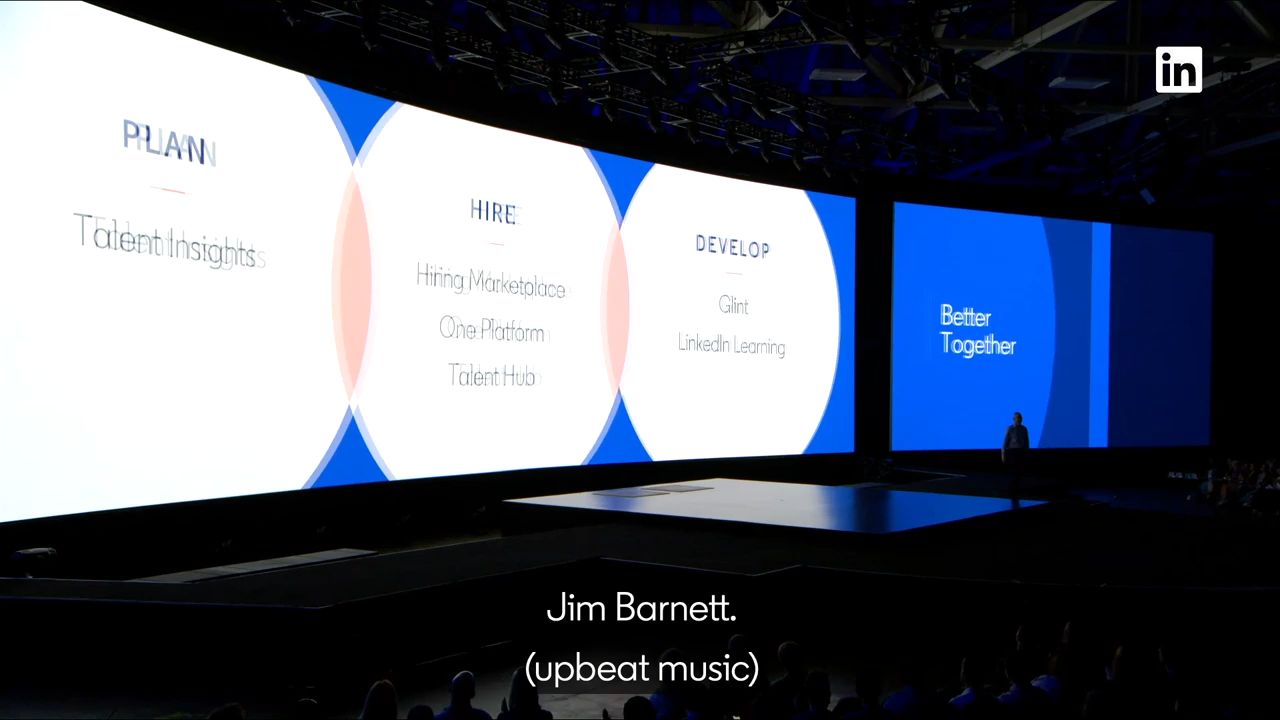 in
PLAN
Talent Insights
HIRE
Hiring Marketplace
One Platform
Talent Hub
DEVELOP
Glint
LinkedIn Learning
Better
Together
Jim Barnett.
(upbeat music)